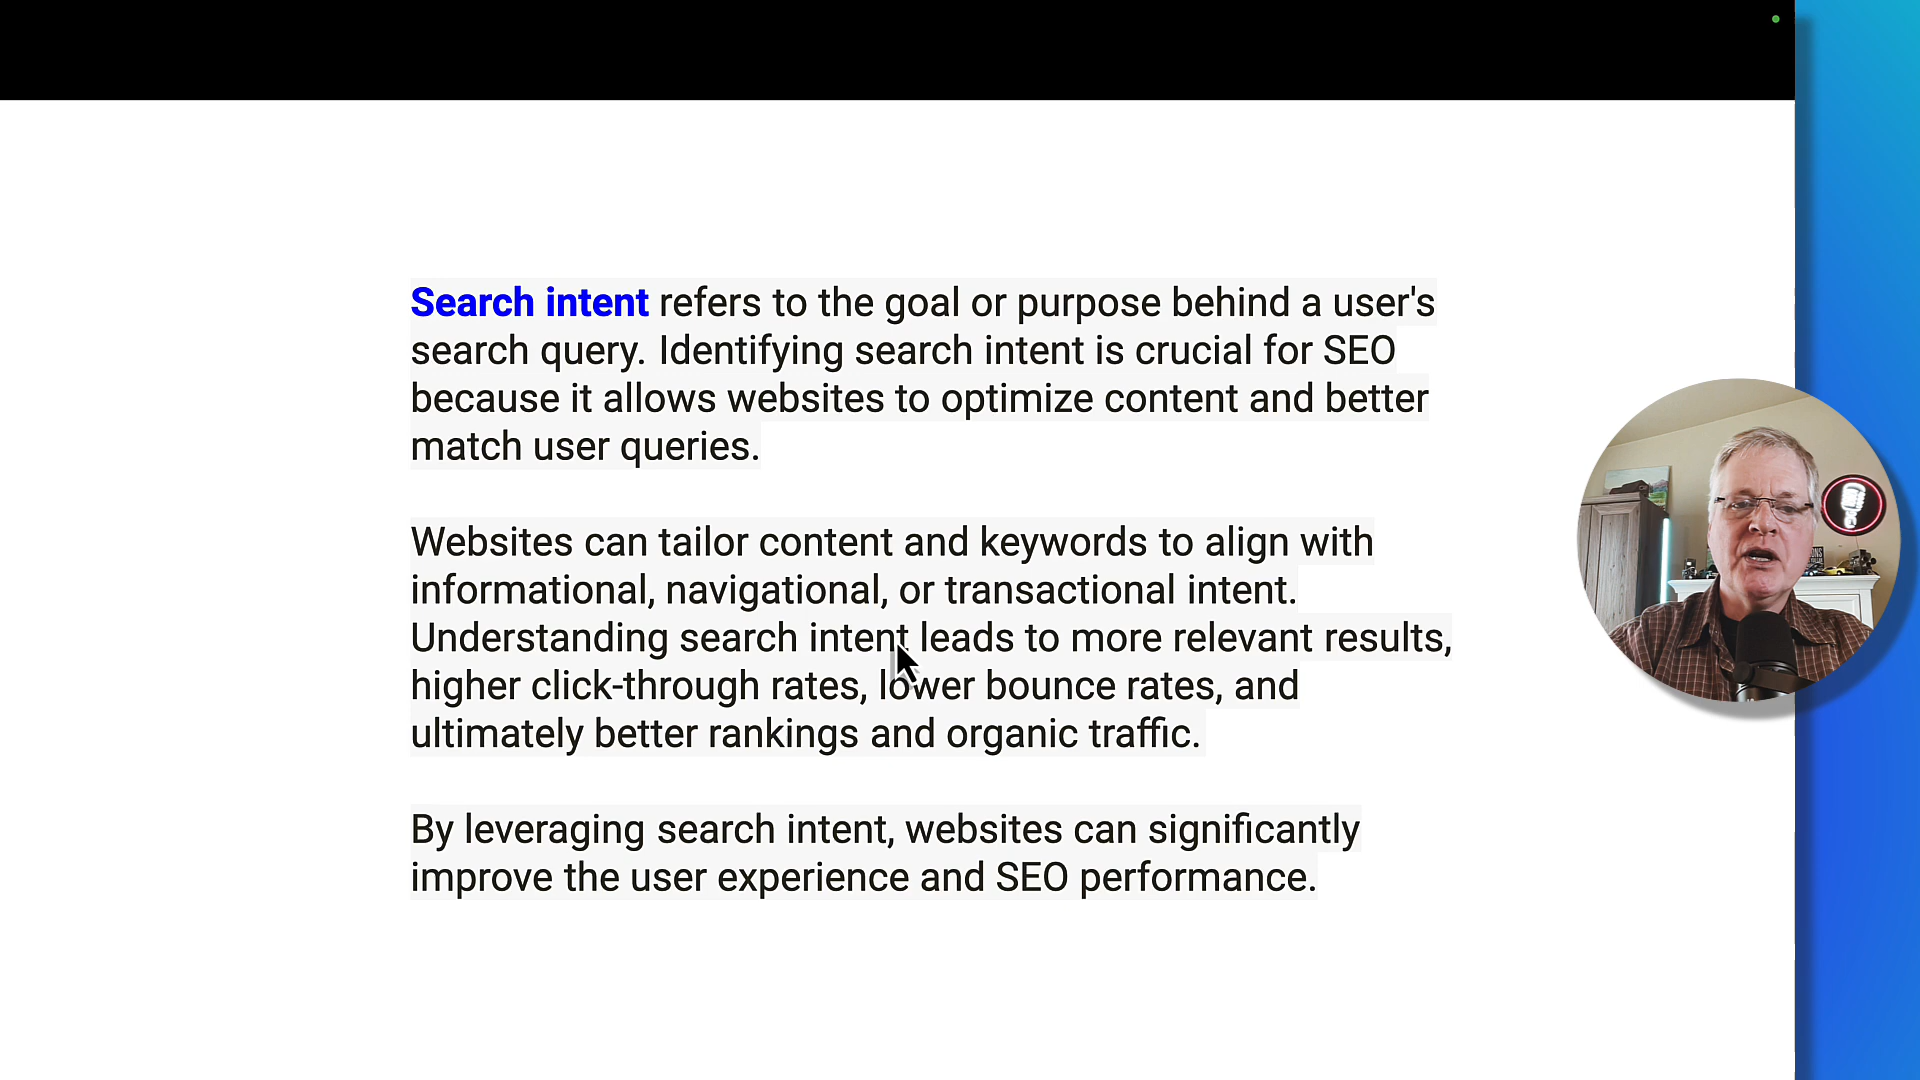 Search intent refers to the goal or purpose behind a user's
search query. Identifying search intent is crucial for SEO
because it allows websites to optimize content and better
match user queries.
Websites can tailor content and keywords to align with
informational, navigational, or transactional intent.
Understanding search intent leads to more relevant results,
higher click-through rates, lower bounce rates, and
ultimately better rankings and organic traffic.
By leveraging search intent, websites can significantly
improve the user experience and SEO performance.